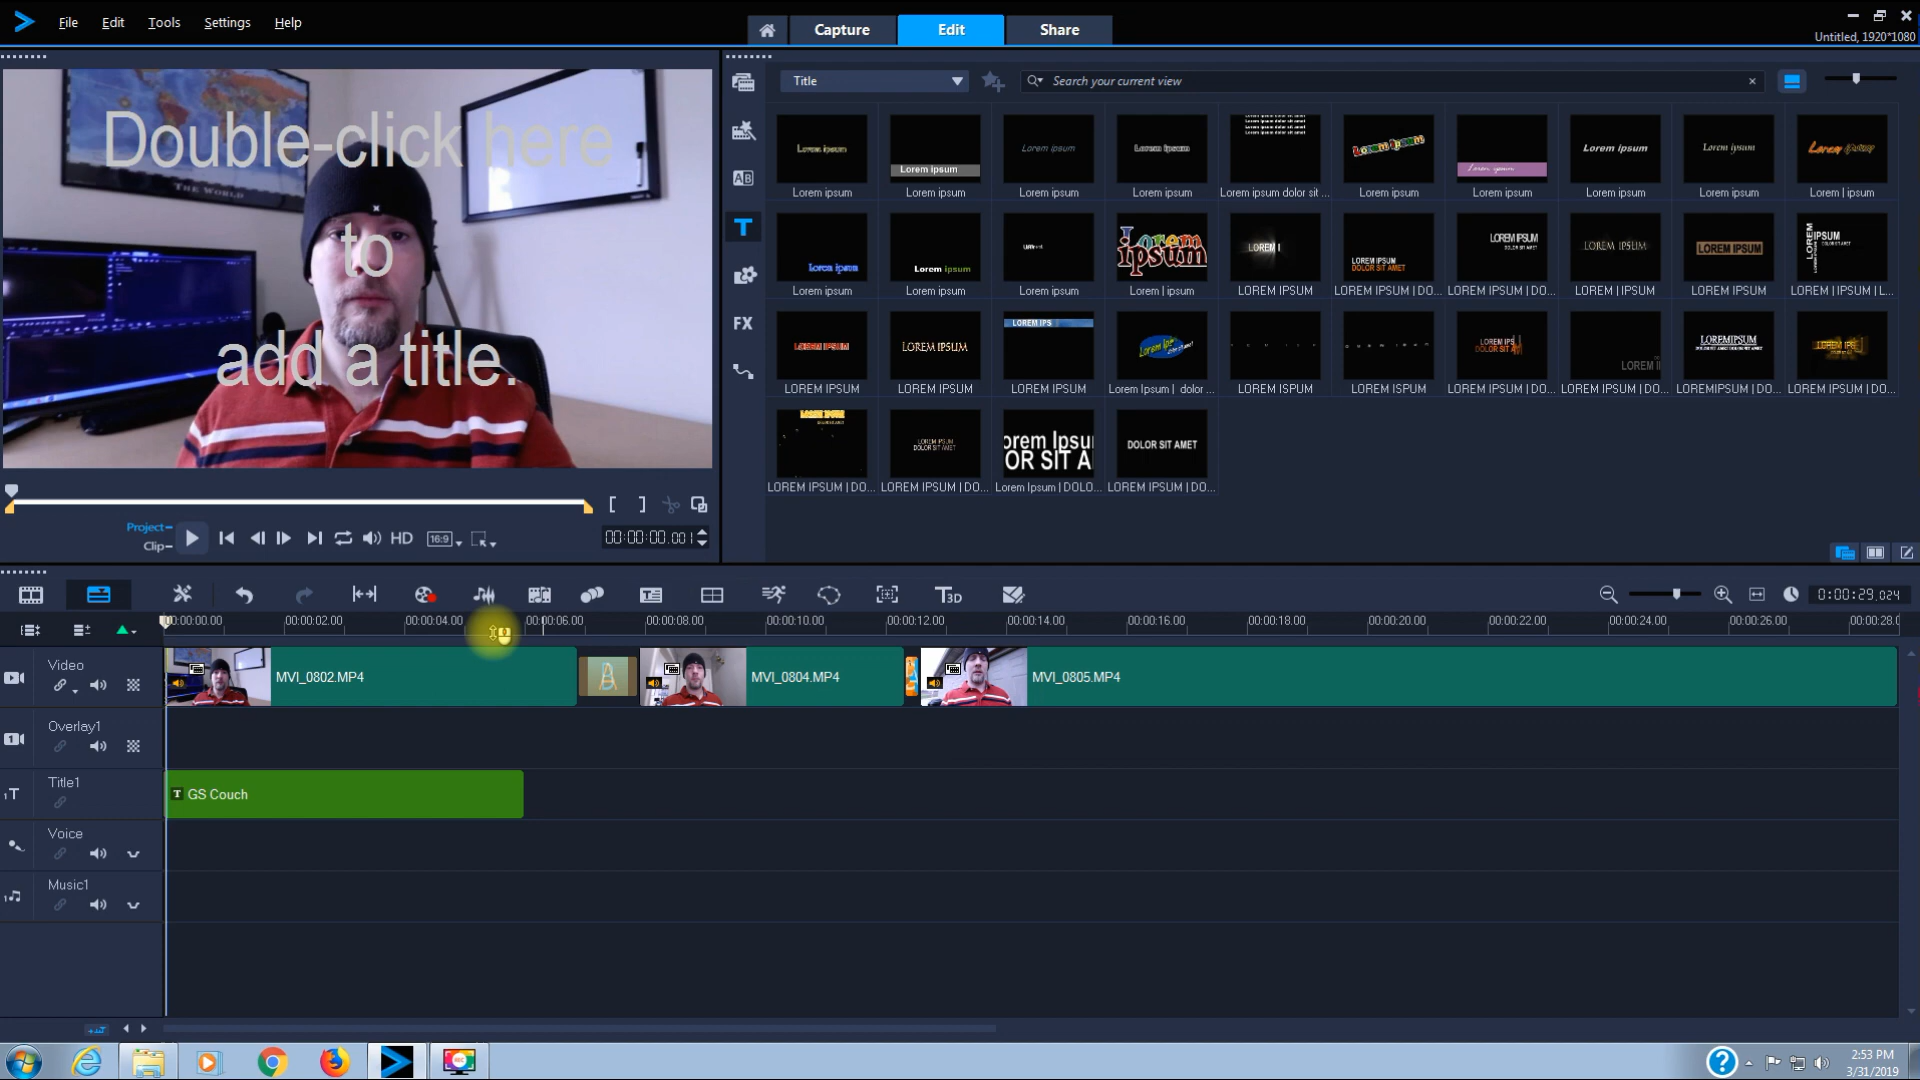 File Edit Tools Settings Help
Capture Edit Share
Untitled, 1920*1080
Double-click here
to
add a title.
THE WORLD
Title
Search your current view
Lorem ipsum Lorem ipsum Lorem ipsum Lorem ipsum Lorem ipsum dolor sit ... Lorem ipsum Lorem ipsum Lorem ipsum Lorem ipsum Lorem | ipsum
Lorem ipsum Lorem ipsum Lorem ipsum Lorem | ipsum LOREM IPSUM LOREM IPSUM | DO... LOREM IPSUM | DO... LOREM | IPSUM LOREM IPSUM LOREM | IPSUM | L...
LOREM IPSUM LOREM IPSUM LOREM IPSUM Lorem Ipsum | dolor ... LOREM ISPUM LOREM ISPUM LOREM IPSUM | DO... LOREM IPSUM | DO... LOREMIPSUM | DO... LOREM IPSUM | DO...
LOREM IPSUM | DO... LOREM IPSUM | DO... Lorem Ipsum | DOLO... LOREM IPSUM | DO...
AB
T
FX
Project
Clip
HD
16:9
00:00:00.001
T3D
0:00:29.024
00:00:00.00 00:00:02.00 00:00:04.00 00:00:06.00 00:00:08.00 00:00:10.00 00:00:12.00 00:00:14.00 00:00:16.00 00:00:18.00 00:00:20.00 00:00:22.00 00:00:24.00 00:00:26.00 00:00:28.0
Video
MVI_0802.MP4 MVI_0804.MP4 MVI_0805.MP4
Overlay1
Title1
T GS Couch
Voice
Music1
2:53 PM
3/31/2019